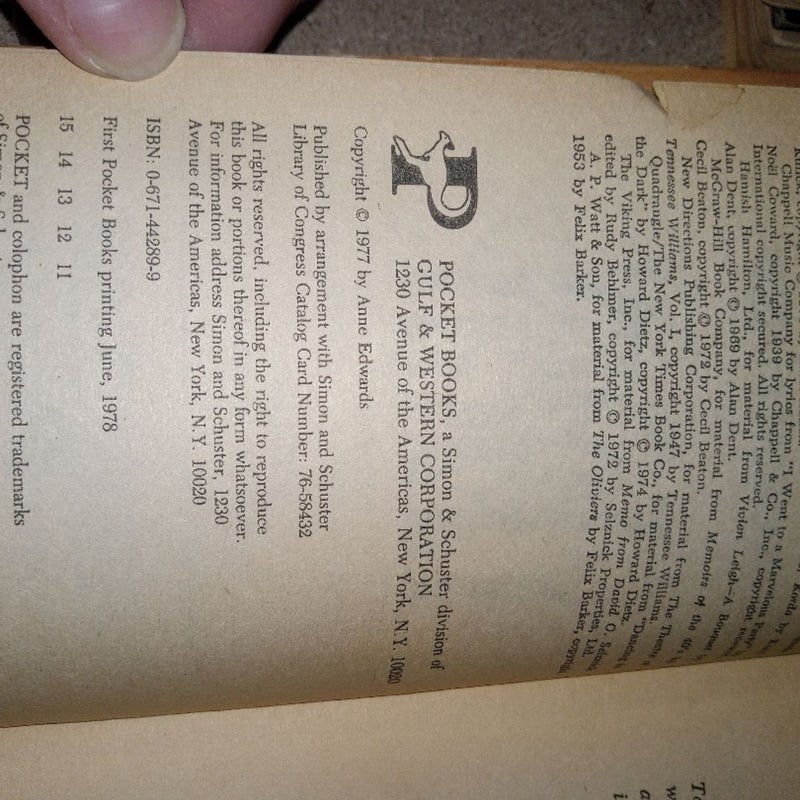 Chappell Music Company for lyrics from "I Went to a Marvelous Party" by
Noël Coward, copyright 1939 by Chappell & Co., Inc., copyright
International copyright secured. All rights reserved.
Hamish Hamilton, Ltd., for material from Vivien Leigh—A Bouquet
Alan Dent, copyright © 1969 by Alan Dent.
McGraw-Hill Book Company, for material from Memoirs of the 40's
Cecil Beaton, copyright © 1972 by Cecil Beaton.
New Directions Publishing Corporation, for material from The Theatre
Tennessee Williams, Vol. I, copyright 1947 by Tennessee Williams.
Quadrangle/The New York Times Book Co., for material from "Dancing
the Dark" by Howard Dietz, copyright © 1974 by Howard Dietz.
The Viking Press, Inc., for material from Memo from David O. Selznick
edited by Rudy Behlmer, copyright © 1972 by Selznick Properties, Ltd.
A. P. Watt & Son, for material from The Oliviers by Felix Barker, copyright
1953 by Felix Barker.
P
POCKET BOOKS, a Simon & Schuster division of
GULF & WESTERN CORPORATION
1230 Avenue of the Americas, New York, N.Y. 10020
Copyright © 1977 by Anne Edwards
Published by arrangement with Simon and Schuster
Library of Congress Catalog Card Number: 76-58432
All rights reserved, including the right to reproduce
this book or portions thereof in any form whatsoever.
For information address Simon and Schuster, 1230
Avenue of the Americas, New York, N.Y. 10020
ISBN: 0-671-44289-9
First Pocket Books printing June, 1978
15 14 13 12 11
POCKET and colophon are registered trademarks
of Simon &